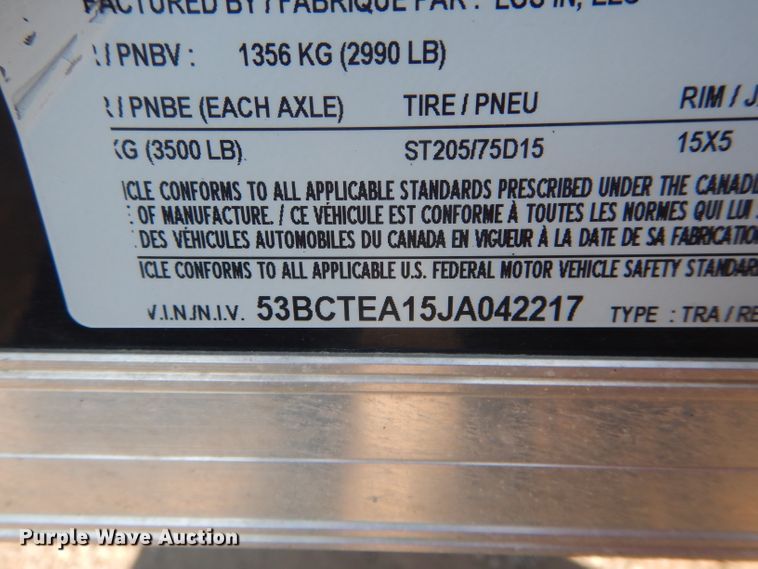 FACTURED BY / FABRIQUÉ PAR :
R / PNBV : 1356 KG (2990 LB)
R / PNBE (EACH AXLE) TIRE / PNEU RIM / J
KG (3500 LB) ST205/75D15 15X5
ICLE CONFORMS TO ALL APPLICABLE STANDARDS PRESCRIBED UNDER THE CANADI
OF MANUFACTURE. / CE VÉHICULE EST CONFORME À TOUTES LES NORMES QUI LUI
DES VÉHICULES AUTOMOBILES DU CANADA EN VIGUEUR À LA DATE DE SA FABRICATION
ICLE CONFORMS TO ALL APPLICABLE U.S. FEDERAL MOTOR VEHICLE SAFETY STANDARD
V.I.N./N.I.V. 53BCTEA15JA042217 TYPE : TRA / RE
Purple Wave Auction